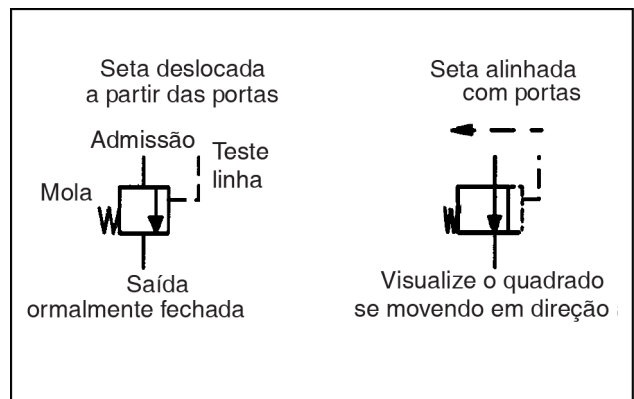 Seta deslocada
a partir das portas
Admissão
Teste
linha
Mola
Saída
ormalmente fechada
Seta alinhada
com portas
Visualize o quadrado
se movendo em direção